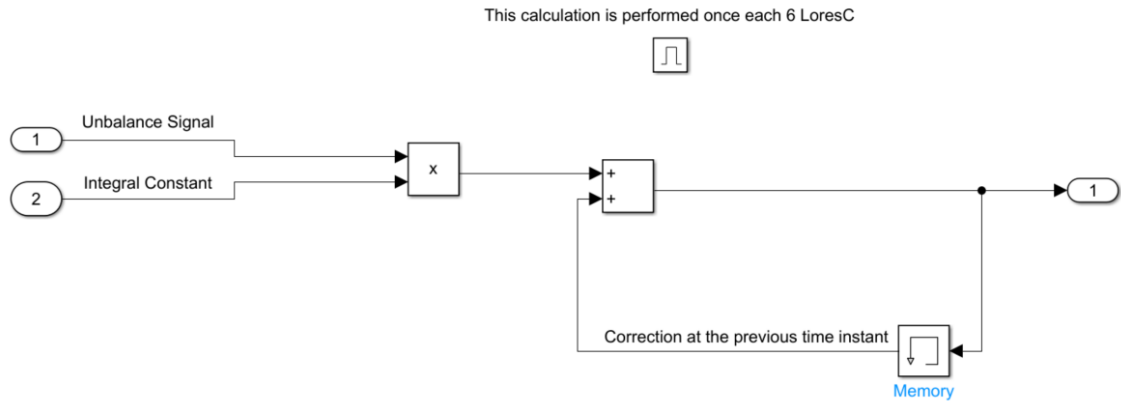 This calculation is performed once each 6 LoresC
Unbalance Signal
1
x
Integral Constant
2
+
+
1
Correction at the previous time instant
Memory